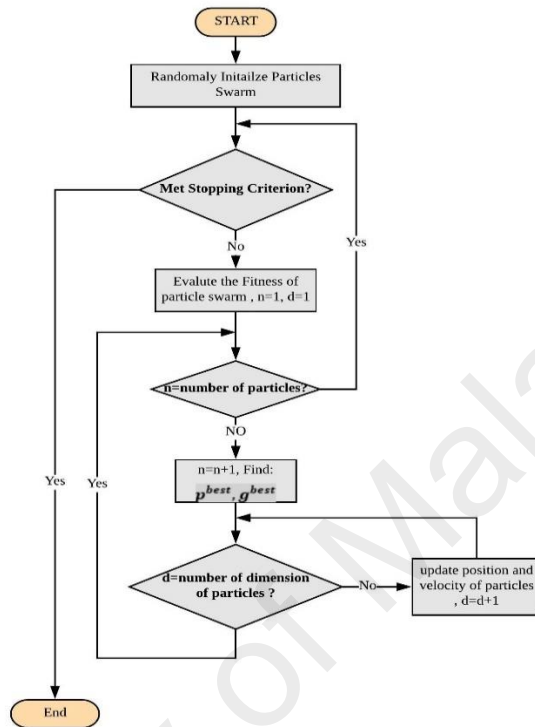 START
Randomaly Initailze Particles
Swarm
Met Stopping Criterion?
No
Yes
Evalute the Fitness of
particle swarm , n=1, d=1
n=number of particles?
NO
Yes
n=n+1, Find:
p^best, g^best
d=number of dimension
of particles ?
No
update position and
velocity of particles
, d=d+1
End
of Mala